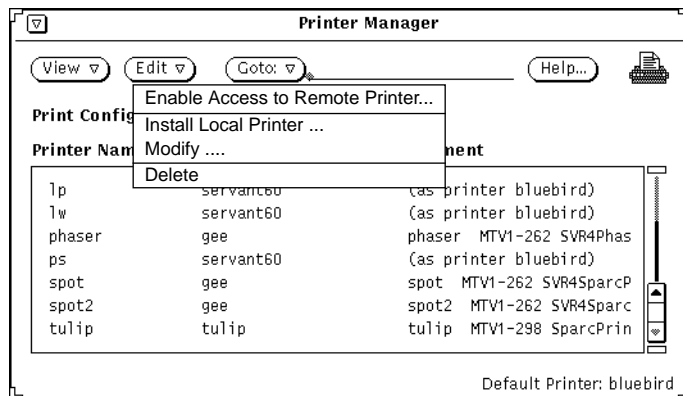 Printer Manager
View Edit Goto: Help...
Enable Access to Remote Printer...
Print Config
Install Local Printer ...
Modify ....
Printer Nam ment
Delete
lp servant60 (as printer bluebird)
lw servant60 (as printer bluebird)
phaser gee phaser MTV1-262 SVR4Phas
ps servant60 (as printer bluebird)
spot gee spot MTV1-262 SVR4SparcP
spot2 gee spot2 MTV1-262 SVR4Sparc
tulip tulip tulip MTV1-298 SparcPrin
Default Printer: bluebird